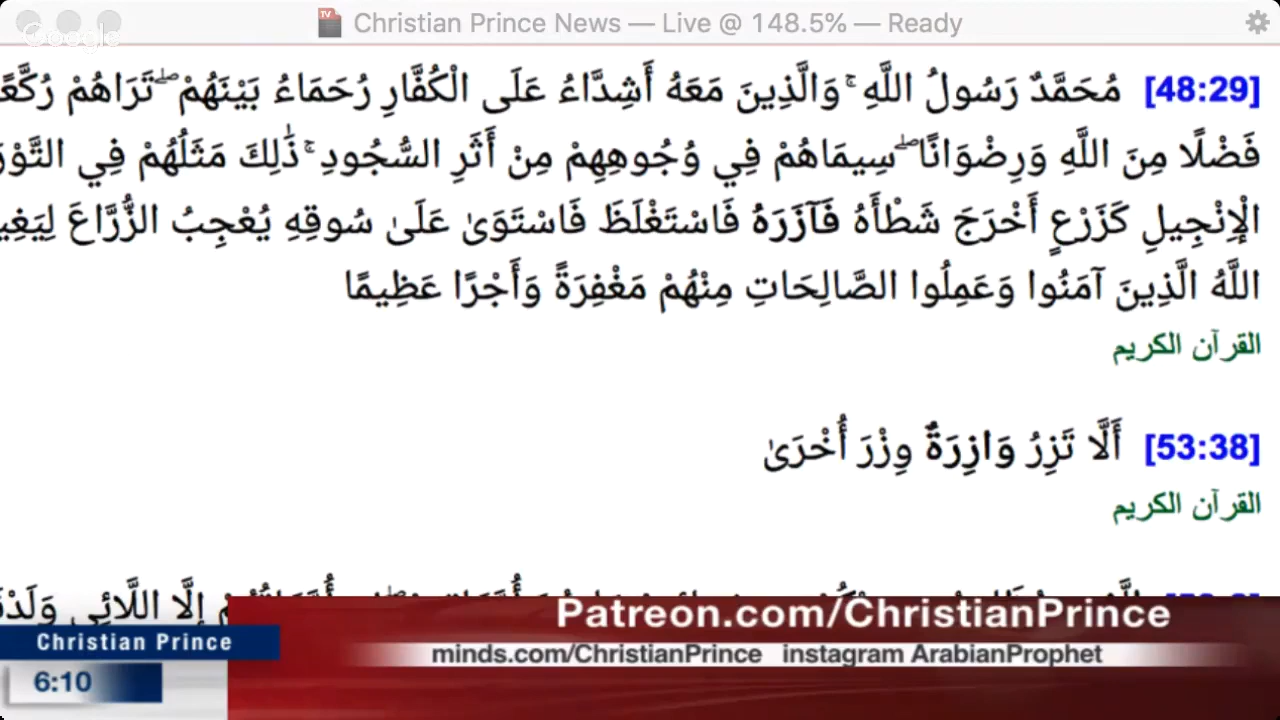 Google
Christian Prince News — Live @ 148.5% — Ready
[48:29] مُحَمَّدٌ رَسُولُ اللَّهِ ۚ وَالَّذِينَ مَعَهُ أَشِدَّاءُ عَلَى الْكُفَّارِ رُحَمَاءُ بَيْنَهُمْ ۖ تَرَاهُمْ رُكَّعًا
فَضْلًا مِنَ اللَّهِ وَرِضْوَانًا ۖ سِيمَاهُمْ فِي وُجُوهِهِمْ مِنْ أَثَرِ السُّجُودِ ۚ ذَٰلِكَ مَثَلُهُمْ فِي
الْإِنْجِيلِ كَزَرْعٍ أَخْرَجَ شَطْأَهُ فَآزَرَهُ فَاسْتَغْلَظَ فَاسْتَوَىٰ عَلَىٰ سُوقِهِ يُعْجِبُ الزُّرَّاعَ
اللَّهُ الَّذِينَ آمَنُوا وَعَمِلُوا الصَّالِحَاتِ مِنْهُمْ مَغْفِرَةً وَأَجْرًا عَظِيمًا
القرآن الكريم
[53:38] أَلَّا تَزِرُ وَازِرَةٌ وِزْرَ أُخْرَىٰ
القرآن الكريم
إِلَّا اللَّائِي
Patreon.com/ChristianPrince
Christian Prince
minds.com/ChristianPrince instagram ArabianProphet
6:10